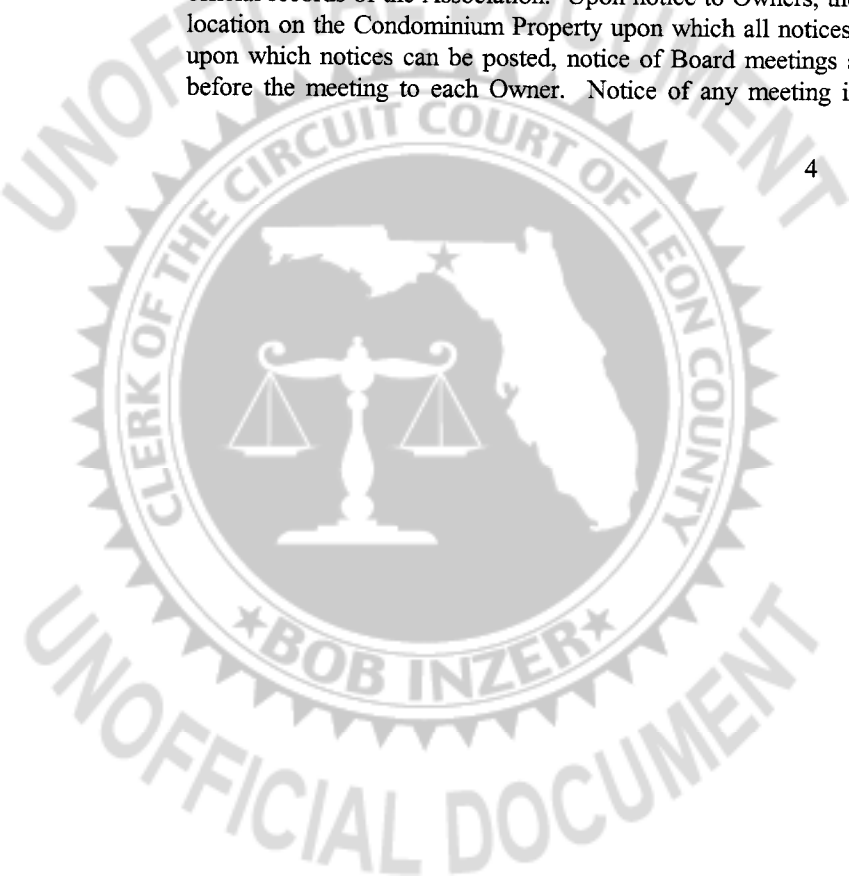 official records of the Association. Upon notice to Owners, the
location on the Condominium Property upon which all notices
upon which notices can be posted, notice of Board meetings
before the meeting to each Owner. Notice of any meeting
4
UNOFFICIAL DOCUMENT
CLERK OF THE CIRCUIT COURT OF LEON COUNTY
BOB INZER
UNOFFICIAL DOCUMENT